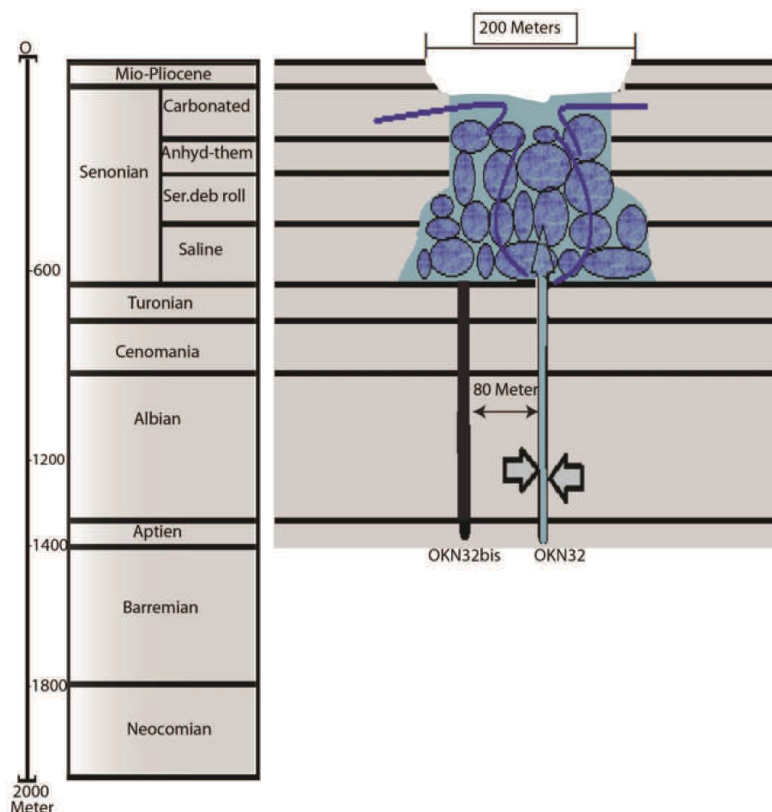 200 Meters
O
Mio-Pliocene
Carbonated
Anhyd-them
Senonian
Ser.deb roll
Saline
-600
Turonian
Cenomania
80 Meter
Albian
-1200
Aptien
-1400
OKN32bis
OKN32
Barremian
-1800
Neocomian
2000
Meter